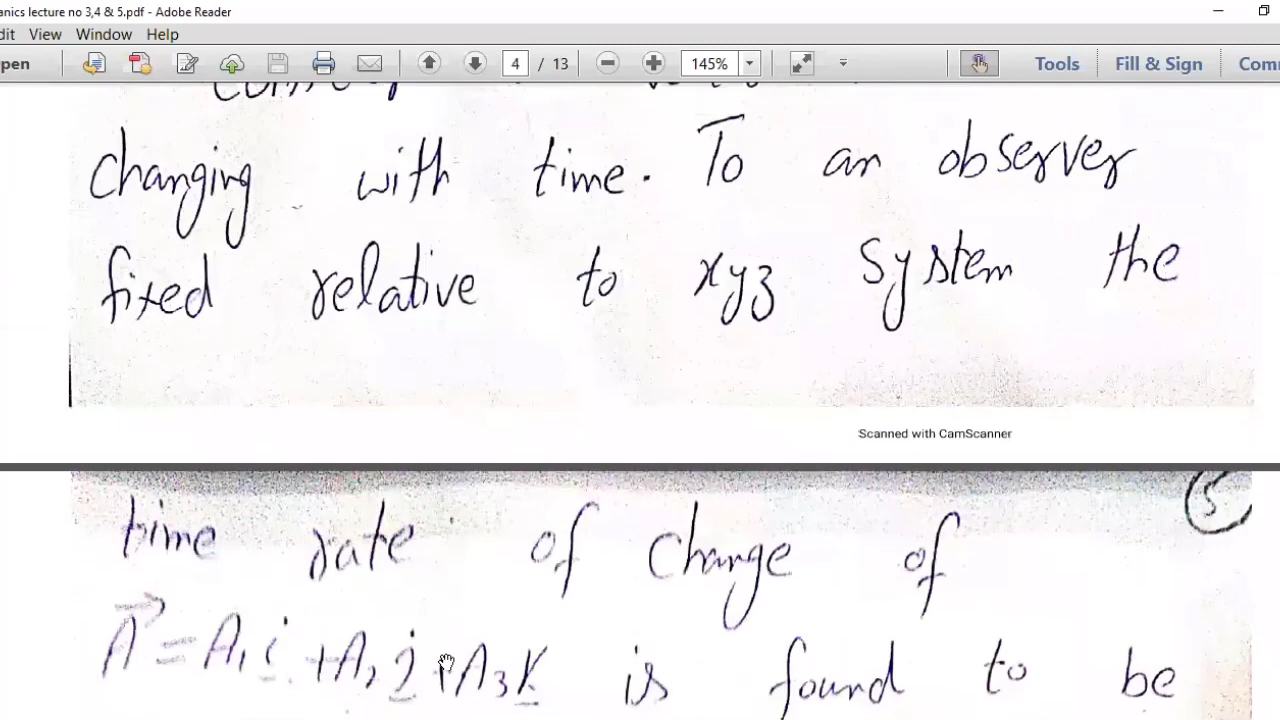 anics lecture no 3,4 & 5.pdf - Adobe Reader
dit View Window Help
pen 4 / 13 145% Tools Fill & Sign Com
changing with time. To an observer
fixed relative to xyz system the
Scanned with CamScanner
5
time rate of change of
A⃗ = A₁i + A₂j + A₃k is found to be